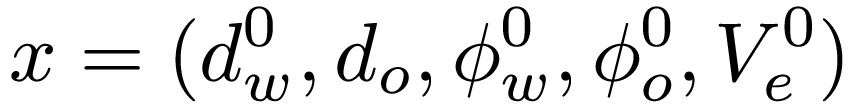 x = (d_w^0, d_o, \phi_w^0, \phi_o^0, V_e^0)